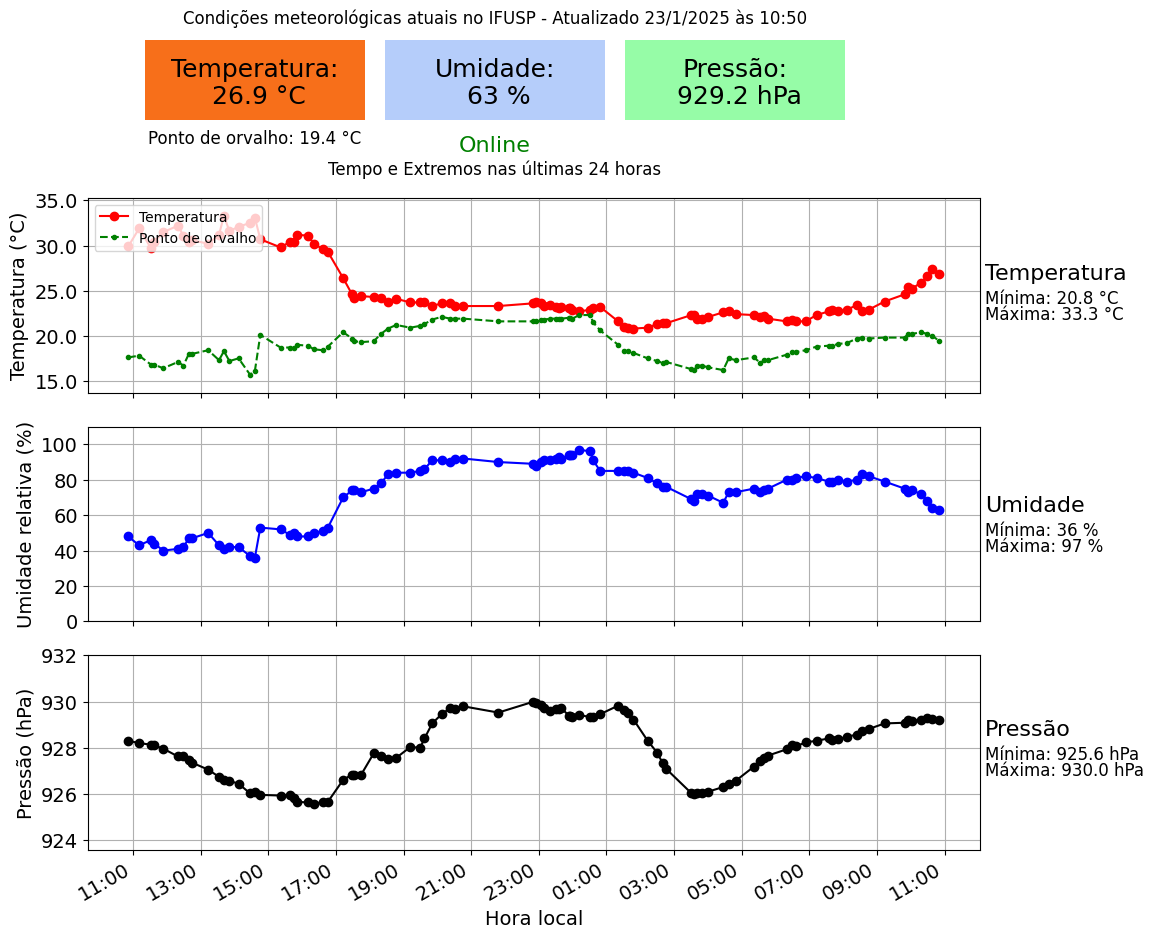 Condições meteorológicas atuais no IFUSP - Atualizado 23/1/2025 às 10:50
Temperatura:
26.9 °C
Umidade:
63 %
Pressão:
929.2 hPa
Ponto de orvalho: 19.4 °C
Online
Tempo e Extremos nas últimas 24 horas
Temperatura (°C)
35.0
30.0
25.0
20.0
15.0
Temperatura
Ponto de orvalho
Temperatura
Mínima: 20.8 °C
Máxima: 33.3 °C
Umidade relativa (%)
100
80
60
40
20
0
Umidade
Mínima: 36 %
Máxima: 97 %
Pressão (hPa)
932
930
928
926
924
Pressão
Mínima: 925.6 hPa
Máxima: 930.0 hPa
11:00
13:00
15:00
17:00
19:00
21:00
23:00
01:00
03:00
05:00
07:00
09:00
11:00
Hora local